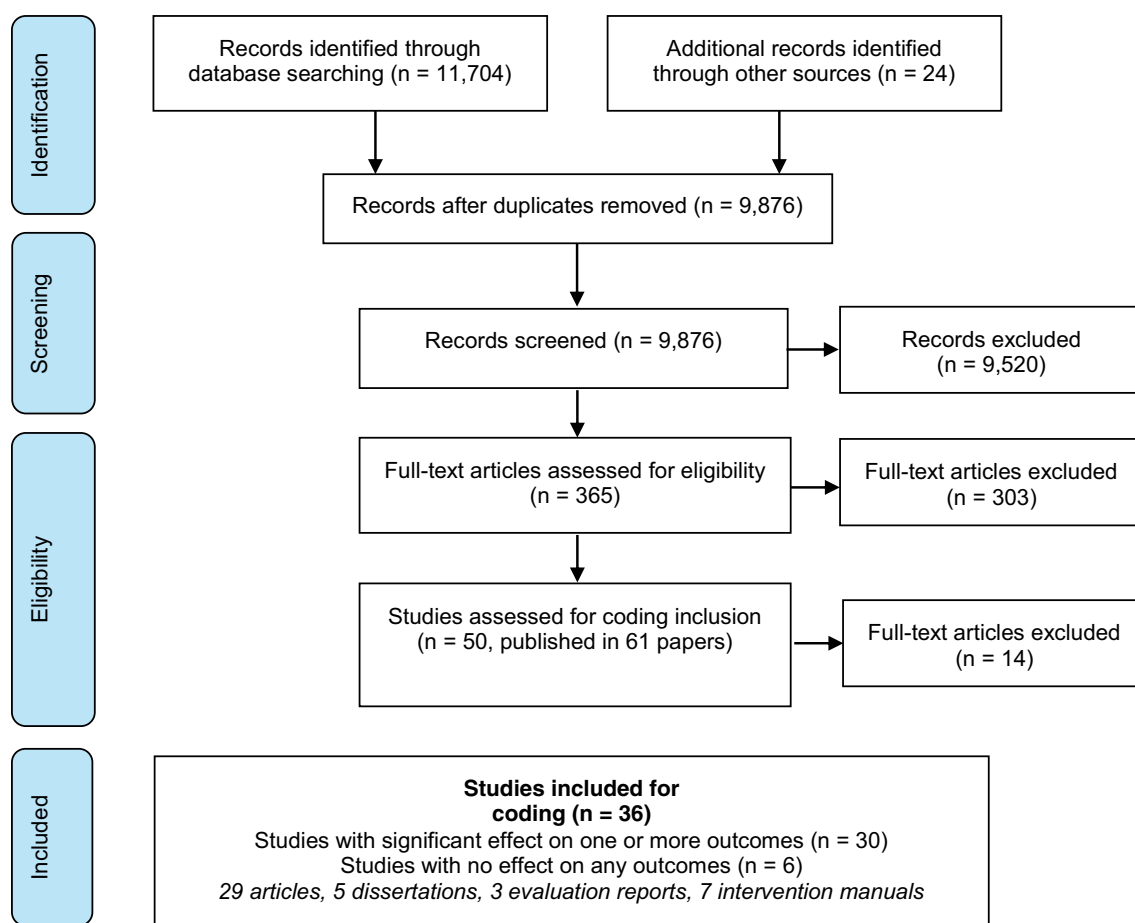 Identification
Records identified through
database searching (n = 11,704)
Additional records identified
through other sources (n = 24)
Records after duplicates removed (n = 9,876)
Screening
Records screened (n = 9,876)
Records excluded
(n = 9,520)
Eligibility
Full-text articles assessed for eligibility
(n = 365)
Full-text articles excluded
(n = 303)
Studies assessed for coding inclusion
(n = 50, published in 61 papers)
Full-text articles excluded
(n = 14)
Included
Studies included for
coding (n = 36)
Studies with significant effect on one or more outcomes (n = 30)
Studies with no effect on any outcomes (n = 6)
29 articles, 5 dissertations, 3 evaluation reports, 7 intervention manuals